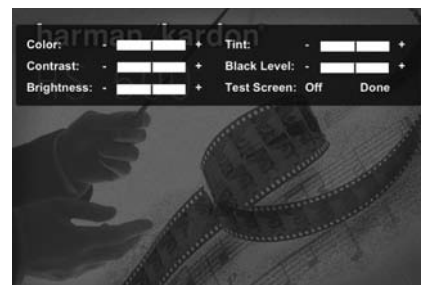 harman / kardon
Color: - + Tint: - +
Contrast: - + Black Level: - +
Brightness: - + Test Screen: Off Done